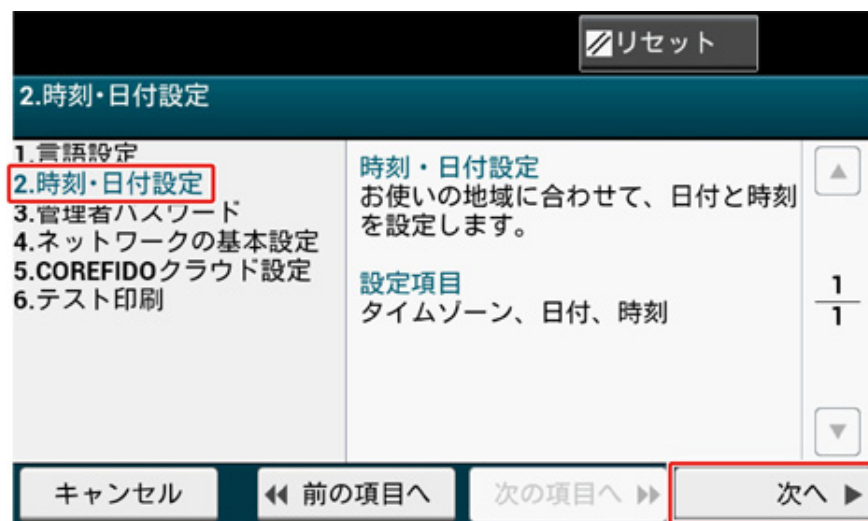 リセット
2.時刻・日付設定
1.言語設定
2.時刻・日付設定
3.管理者パスワード
4.ネットワークの基本設定
5.COREFIDOクラウド設定
6.テスト印刷
時刻・日付設定
お使いの地域に合わせて、日付と時刻
を設定します。
設定項目
タイムゾーン、日付、時刻
1
1
キャンセル
前の項目へ
次の項目へ
次へ